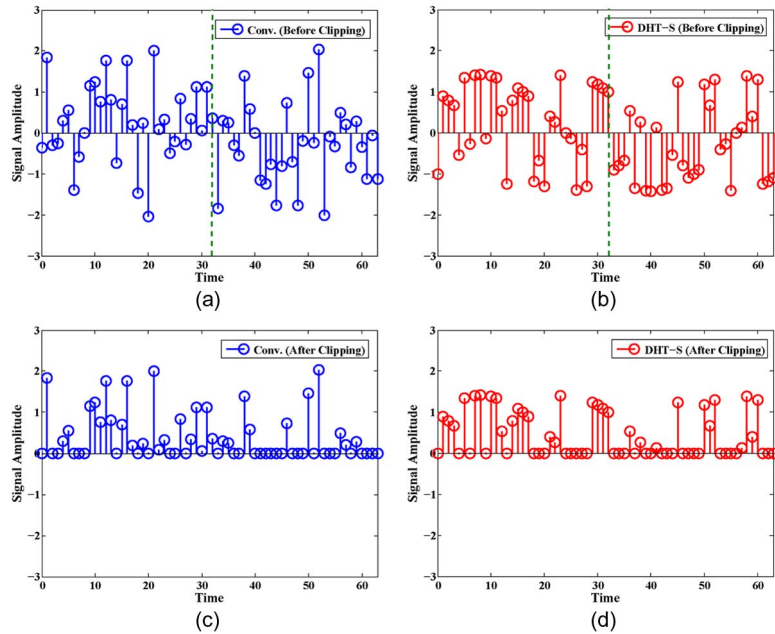 Conv. (Before Clipping)
Signal Amplitude
3
2
1
0
−1
−2
−3
0 10 20 30 40 50 60
Time
(a)
DHT−S (Before Clipping)
Signal Amplitude
3
2
1
0
−1
−2
−3
0 10 20 30 40 50 60
Time
(b)
Conv. (After Clipping)
Signal Amplitude
3
2
1
0
−1
−2
−3
0 10 20 30 40 50 60
Time
(c)
DHT−S (After Clipping)
Signal Amplitude
3
2
1
0
−1
−2
−3
0 10 20 30 40 50 60
Time
(d)